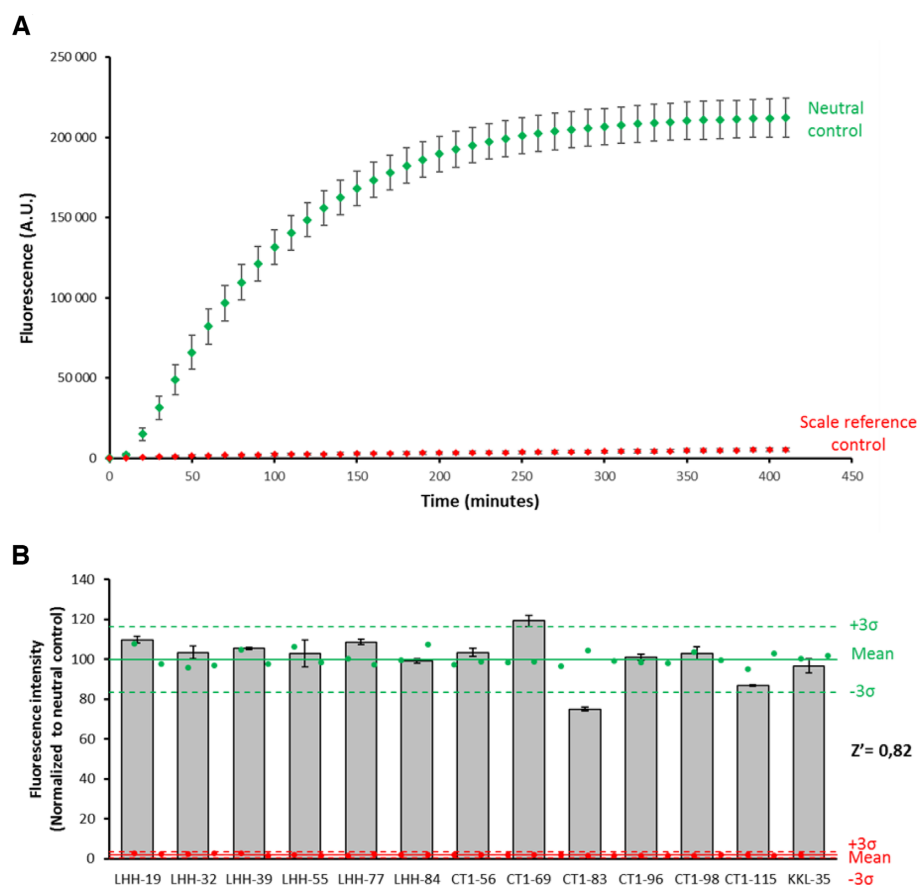 A
250 000
200 000
150 000
100 000
50 000
0
0 50 100 150 200 250 300 350 400 450
Fluorescence (A.U.)
Time (minutes)
Neutral
control
Scale reference
control
B
140
120
100
80
60
40
20
0
Fluorescence intensity
(Normalized to neutral control)
+3σ
Mean
-3σ
Z'= 0,82
+3σ
Mean
-3σ
LHH-19 LHH-32 LHH-39 LHH-55 LHH-77 LHH-84 CT1-56 CT1-69 CT1-83 CT1-96 CT1-98 CT1-115 KKL-35